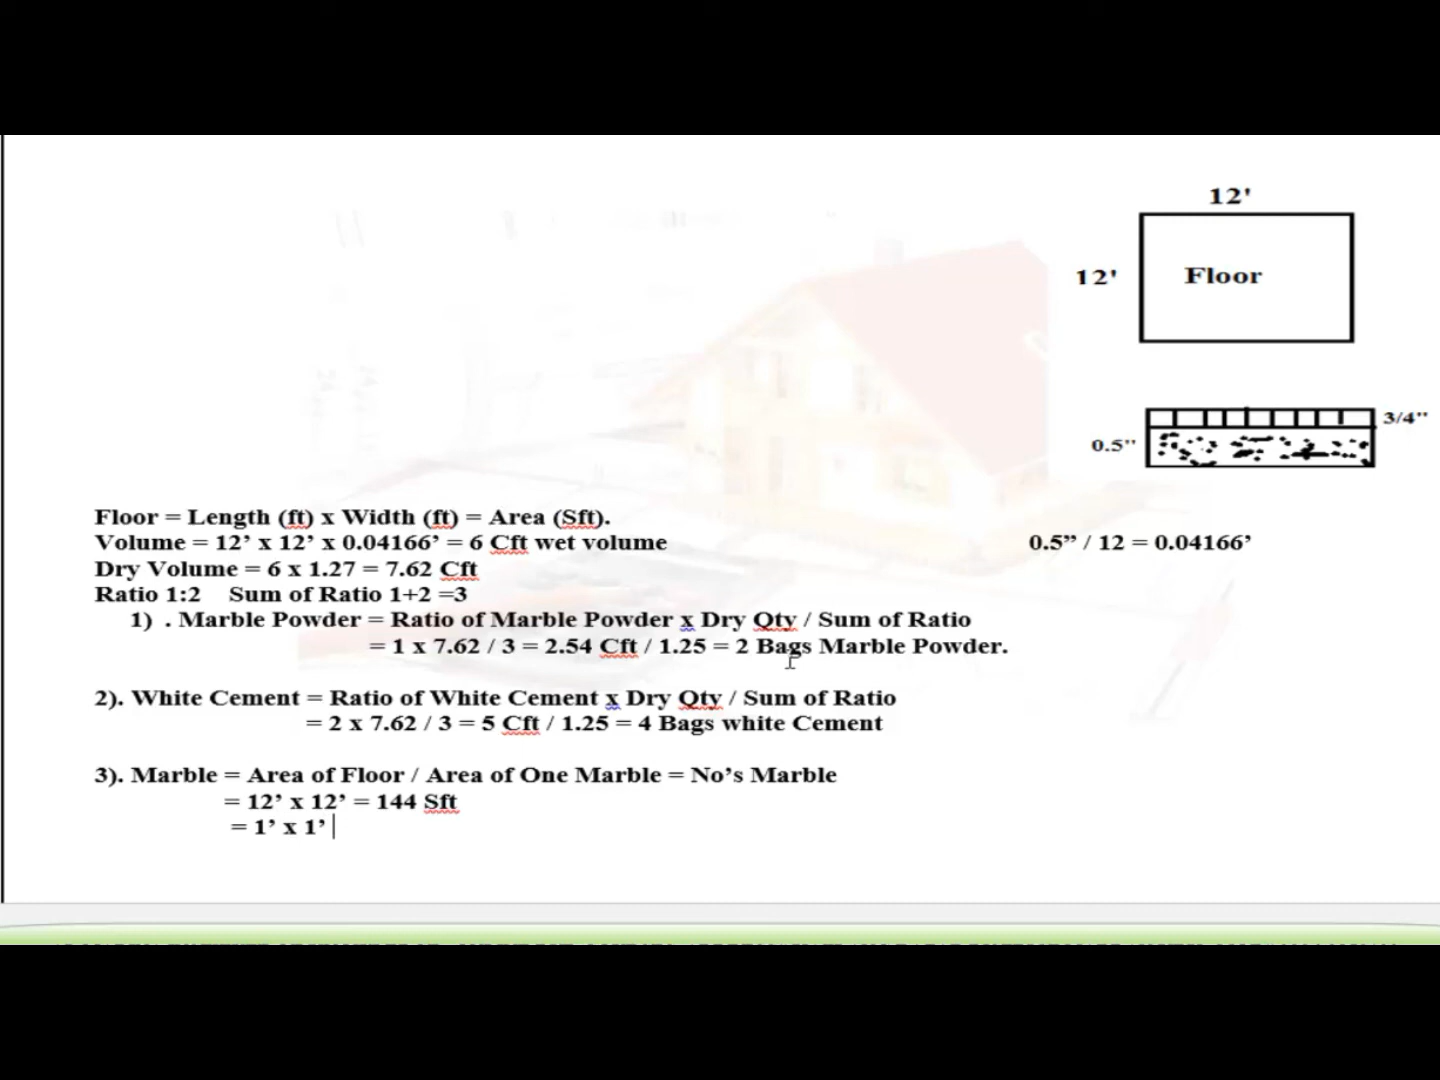 12'
12' Floor
3/4"
0.5"
Floor = Length (ft) x Width (ft) = Area (Sft).
Volume = 12’ x 12’ x 0.04166’ = 6 Cft wet volume 0.5” / 12 = 0.04166’
Dry Volume = 6 x 1.27 = 7.62 Cft
Ratio 1:2 Sum of Ratio 1+2 =3
1) . Marble Powder = Ratio of Marble Powder x Dry Qty / Sum of Ratio
= 1 x 7.62 / 3 = 2.54 Cft / 1.25 = 2 Bags Marble Powder.
2). White Cement = Ratio of White Cement x Dry Qty / Sum of Ratio
= 2 x 7.62 / 3 = 5 Cft / 1.25 = 4 Bags white Cement
3). Marble = Area of Floor / Area of One Marble = No’s Marble
= 12’ x 12’ = 144 Sft
= 1’ x 1’